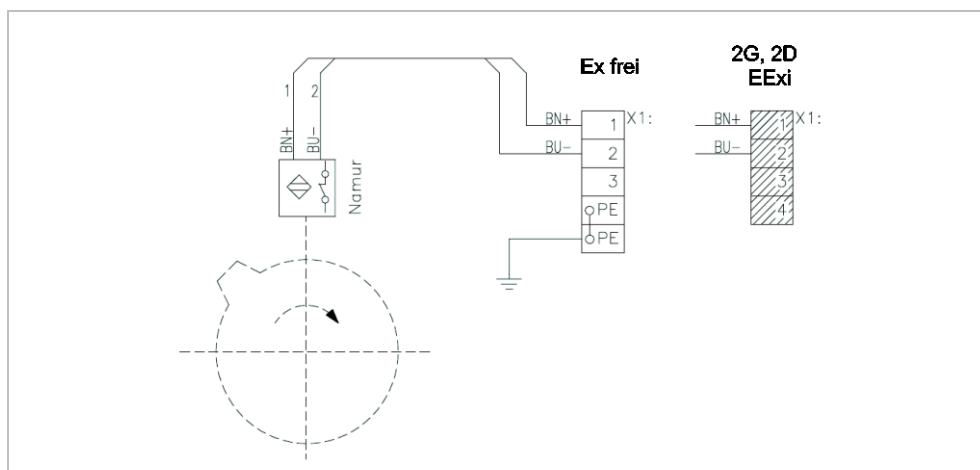 Ex frei
2G, 2D
EExi
1
2
BN+
BU-
Namur
BN+
1
X1:
BU-
2
3
PE
PE
BN+
1
X1:
BU-
2
3
4